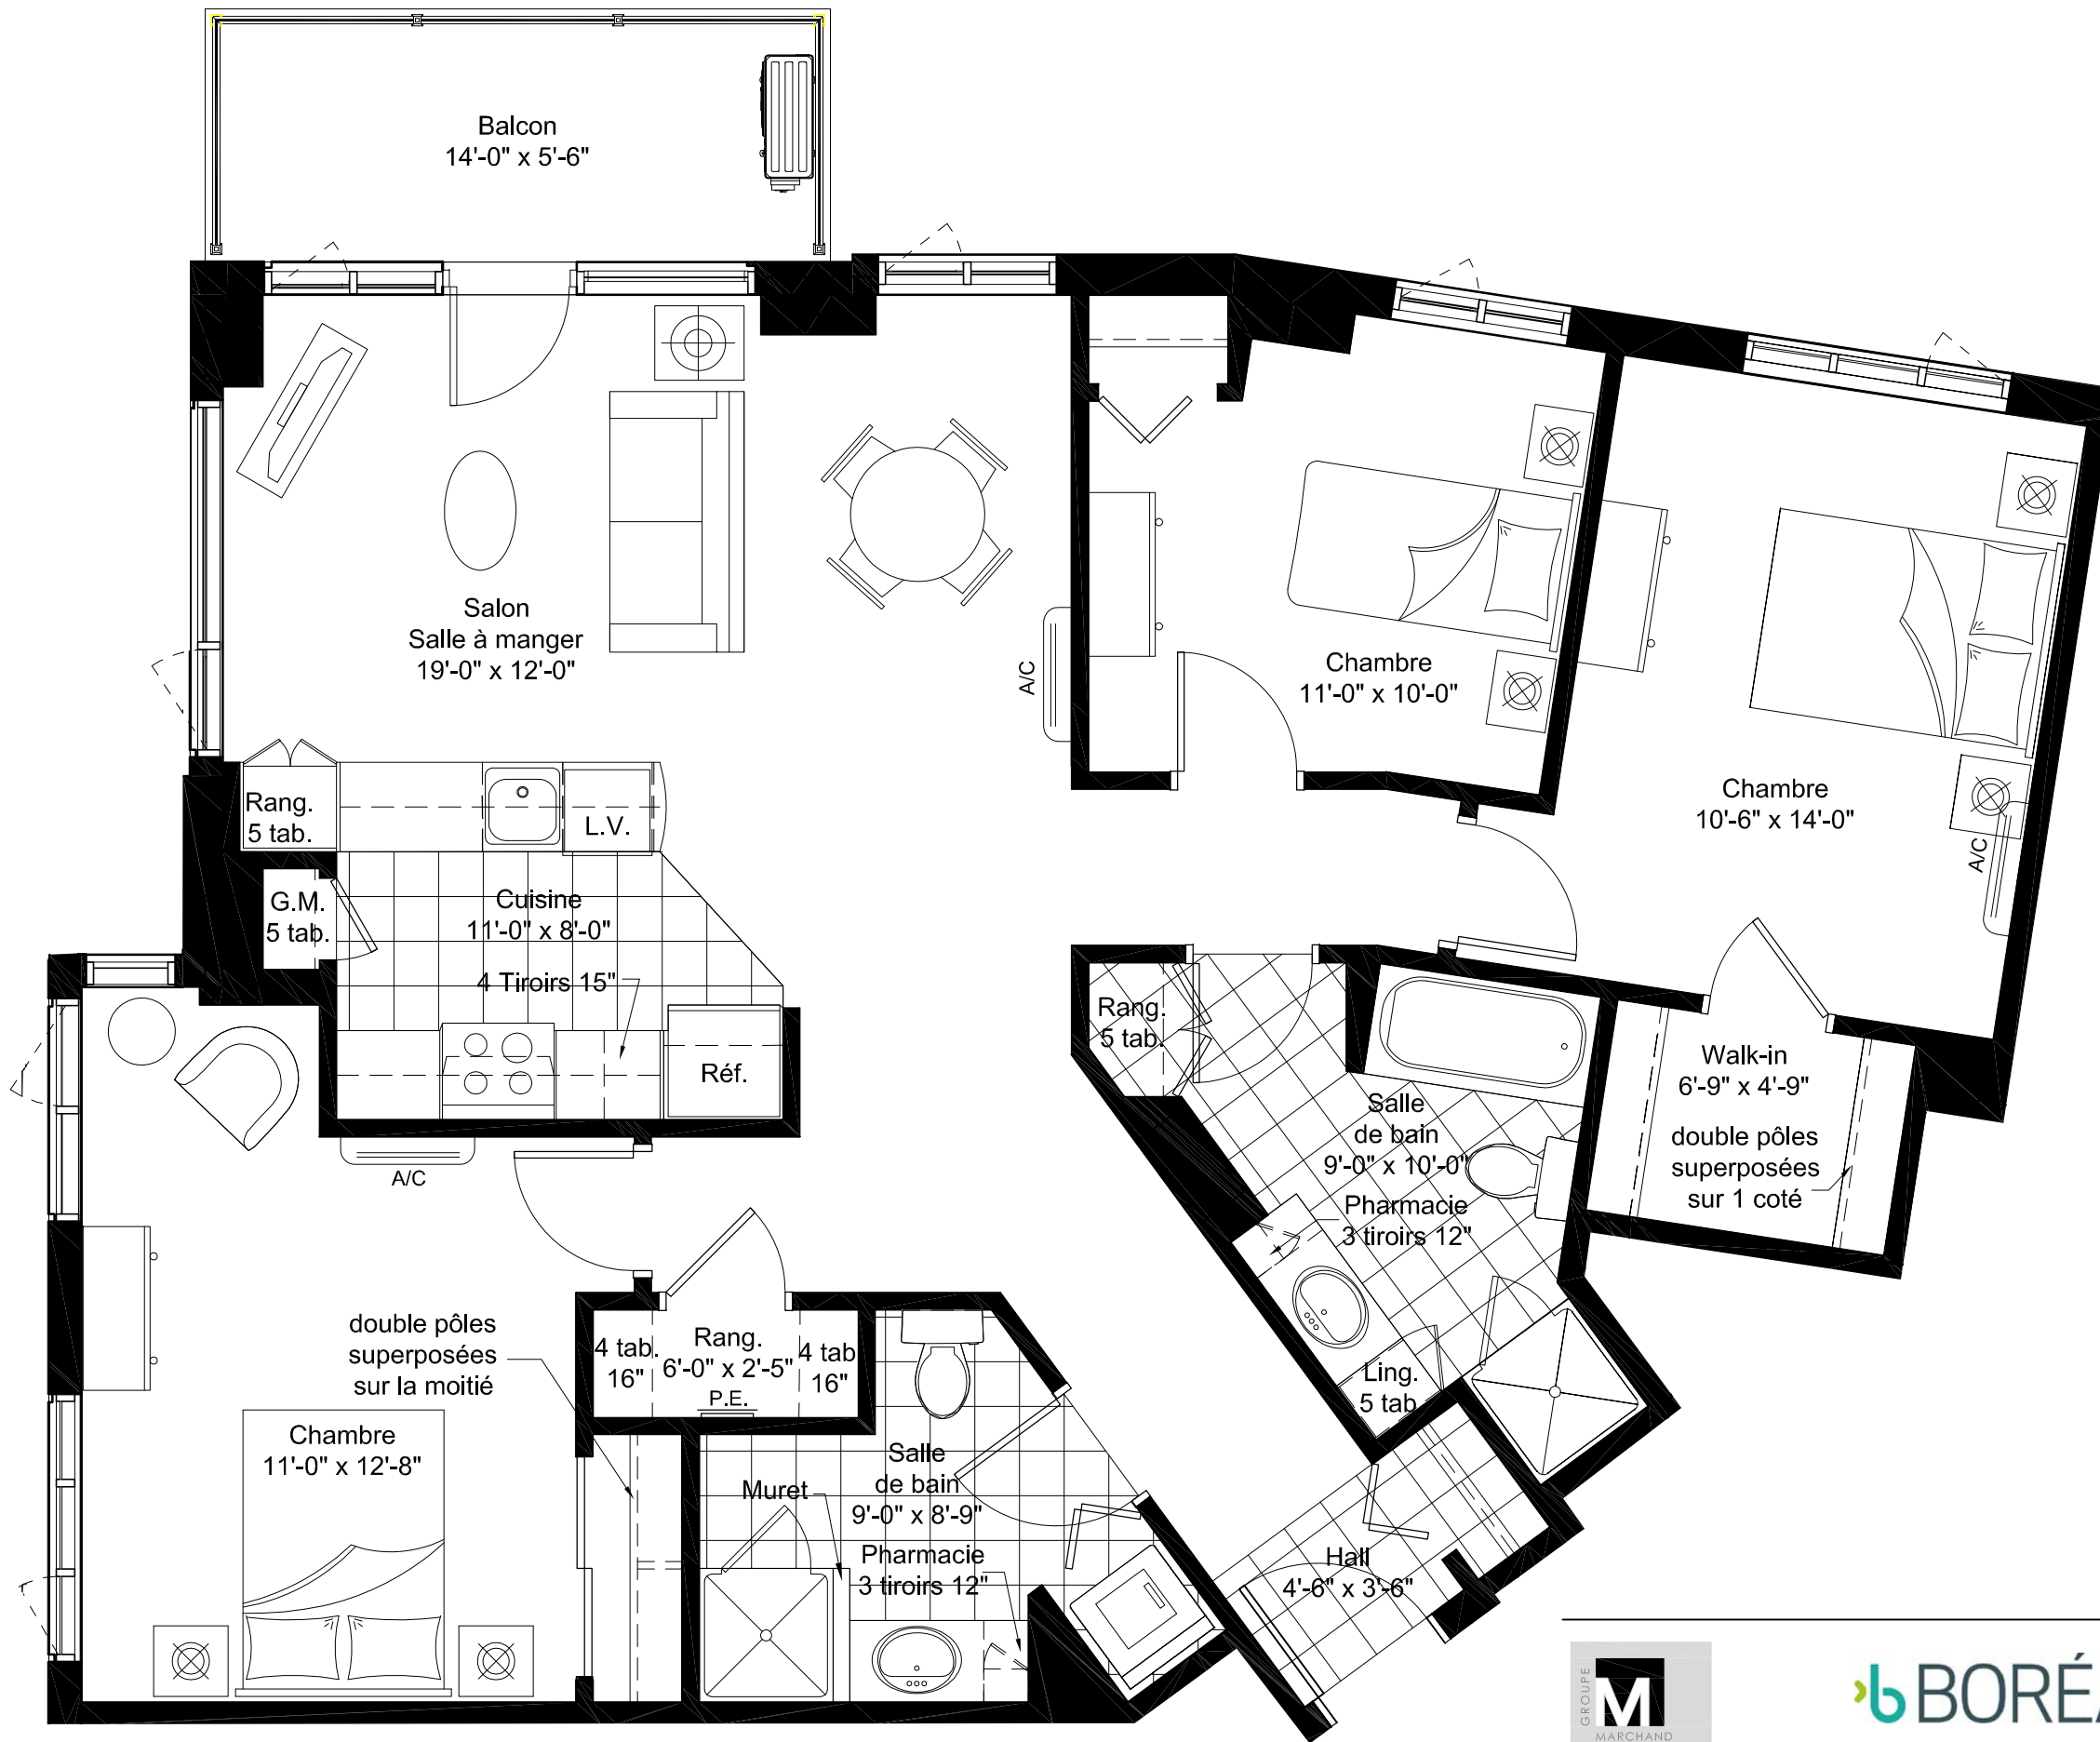 Balcon
14'-0" x 5'-6"
Salon
Salle à manger
19'-0" x 12'-0"
A/C
Chambre
11'-0" x 10'-0"
Chambre
10'-6" x 14'-0"
A/C
Rang.
5 tab.
L.V.
G.M.
5 tab.
Cuisine
11'-0" x 8'-0"
4 Tiroirs 15"
Réf.
A/C
Rang.
5 tab.
Salle
de bain
9'-0" x 10'-0"
Pharmacie
3 tiroirs 12"
Walk-in
6'-9" x 4'-9"
double pôles
superposées
sur 1 coté
Ling.
5 tab
double pôles
superposées
sur la moitié
4 tab.
16"
Rang.
6'-0" x 2'-5"
P.E.
4 tab
16"
Chambre
11'-0" x 12'-8"
Muret
Salle
de bain
9'-0" x 8'-9"
Pharmacie
3 tiroirs 12"
Hall
4'-6" x 3'-6"
GROUPE
M
MARCHAND
b BORÉA